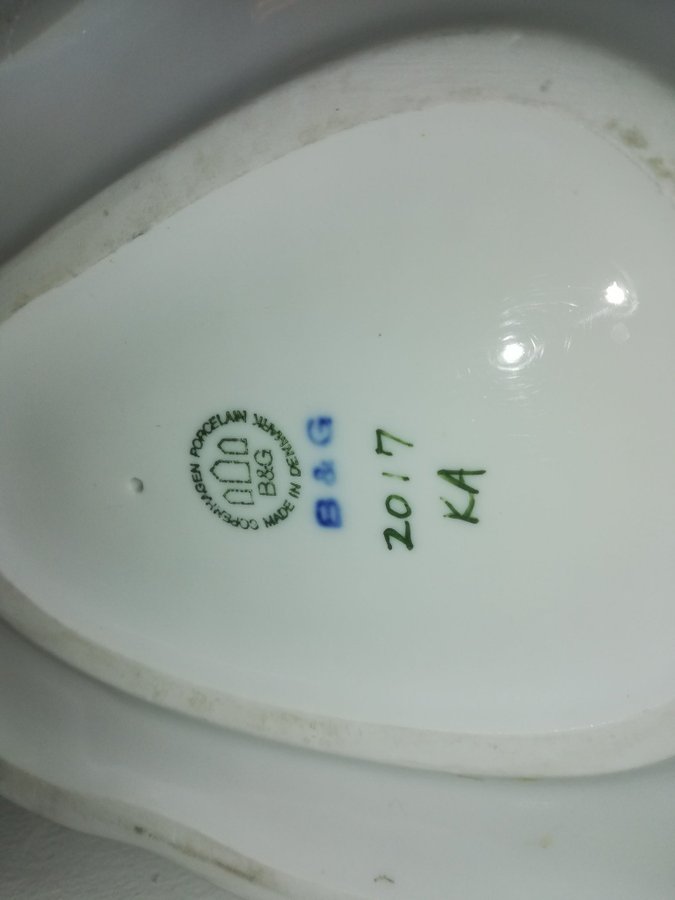 COPENHAGEN PORCELAIN
B&G
MADE IN DENMARK
B & G
2017
KA